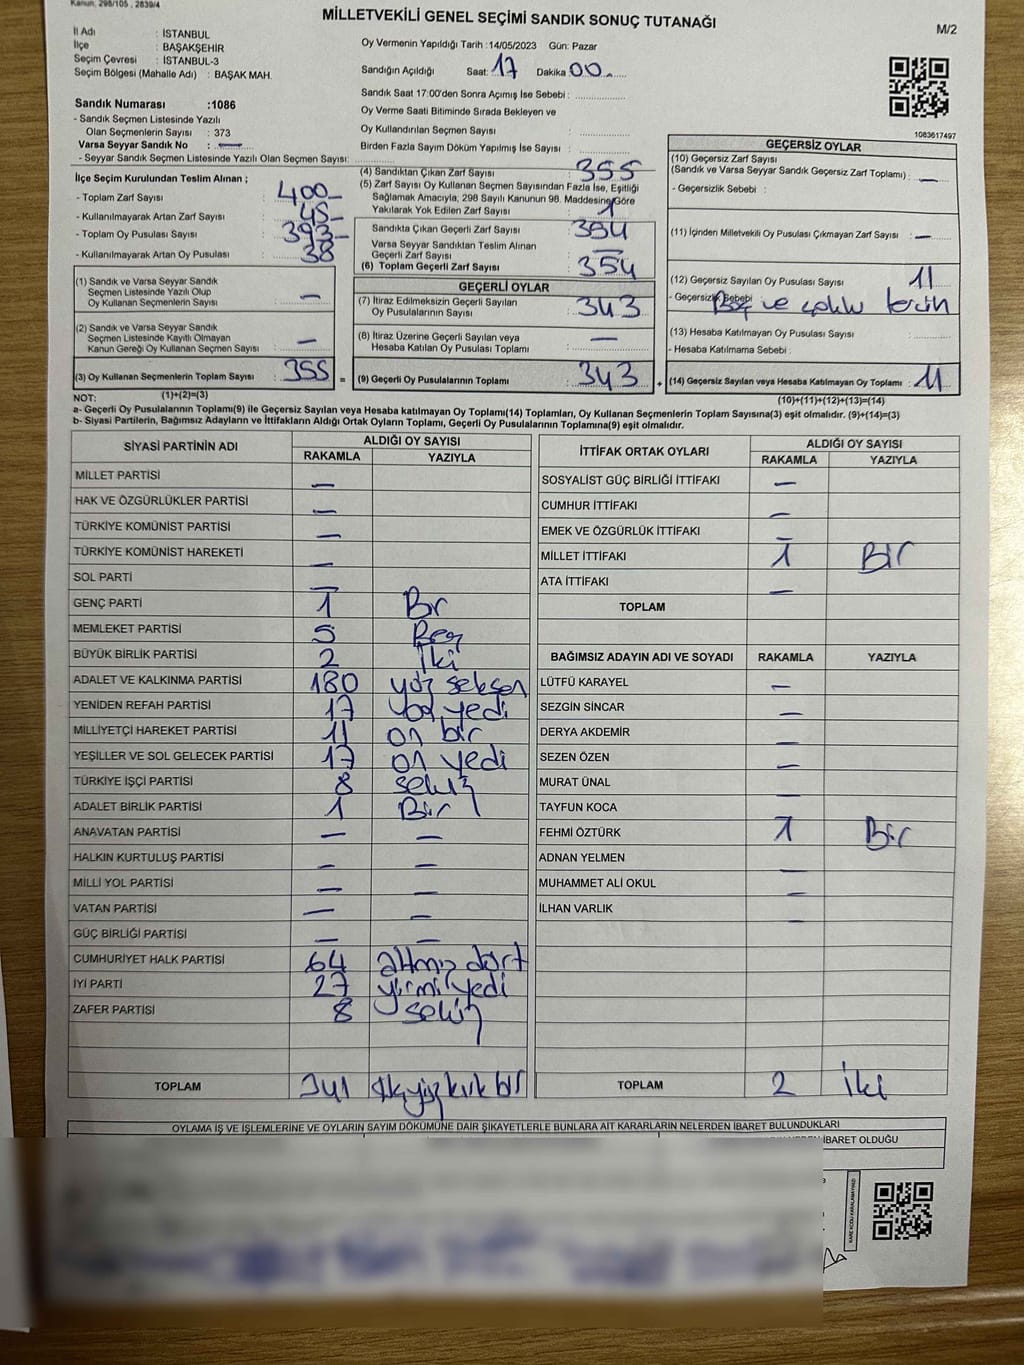 Kanun, 298/105 , 2839/4
MİLLETVEKİLİ GENEL SEÇİMİ SANDIK SONUÇ TUTANAĞI
M/2
İl Adı : İSTANBUL
İlçe : BAŞAKŞEHİR
Seçim Çevresi : İSTANBUL-3
Seçim Bölgesi (Mahalle Adı) : BAŞAK MAH.
Oy Vermenin Yapıldığı Tarih :14/05/2023 Gün: Pazar
Sandığın Açıldığı Saat: 17 Dakika 00
Sandık Saat 17:00'den Sonra Açımış İse Sebebi :
Oy Verme Saati Bitiminde Sırada Bekleyen ve
Oy Kullandırılan Seçmen Sayısı :
Birden Fazla Sayım Döküm Yapılmış İse Sayısı :
Sandık Numarası :1086
- Sandık Seçmen Listesinde Yazılı
Olan Seçmenlerin Sayısı : 373
Varsa Seyyar Sandık No : —
- Seyyar Sandık Seçmen Listesinde Yazılı Olan Seçmen Sayısı:
1083617497
İlçe Seçim Kurulundan Teslim Alınan ;
- Toplam Zarf Sayısı : 400-
- Kullanılmayarak Artan Zarf Sayısı : 45-
- Toplam Oy Pusulası Sayısı : 393-
- Kullanılmayarak Artan Oy Pusulası : 38
(1) Sandık ve Varsa Seyyar Sandık
Seçmen Listesinde Yazılı Olup
Oy Kullanan Seçmenlerin Sayısı : —
(2) Sandık ve Varsa Seyyar Sandık
Seçmen Listesinde Kayıtlı Olmayan
Kanun Gereği Oy Kullanan Seçmen Sayısı : —
(3) Oy Kullanan Seçmenlerin Toplam Sayısı : 355 =
(4) Sandıktan Çıkan Zarf Sayısı : 355
(5) Zarf Sayısı Oy Kullanan Seçmen Sayısından Fazla İse, Eşitliği
Sağlamak Amacıyla, 298 Sayılı Kanunun 98. Maddesine Göre
Yakılarak Yok Edilen Zarf Sayısı : 1
Sandıkta Çıkan Geçerli Zarf Sayısı : 354
Varsa Seyyar Sandıktan Teslim Alınan
Geçerli Zarf Sayısı : —
(6) Toplam Geçerli Zarf Sayısı : 354
GEÇERLİ OYLAR
(7) İtiraz Edilmeksizin Geçerli Sayılan
Oy Pusulalarının Sayısı : 343
(8) İtiraz Üzerine Geçerli Sayılan veya
Hesaba Katılan Oy Pusulası Toplamı : —
(9) Geçerli Oy Pusulalarının Toplamı : 343 +
GEÇERSİZ OYLAR
(10) Geçersiz Zarf Sayısı
(Sandık ve Varsa Seyyar Sandık Geçersiz Zarf Toplamı) : —
- Geçersizlik Sebebi :
(11) İçinden Milletvekili Oy Pusulası Çıkmayan Zarf Sayısı : —
(12) Geçersiz Sayılan Oy Pusulası Sayısı : 11
- Geçersizlik Sebebi : Boş ve çoklu tercih
(13) Hesaba Katılmayan Oy Pusulası Sayısı :
- Hesaba Katılmama Sebebi :
(14) Geçersiz Sayılan veya Hesaba Katılmayan Oy Toplamı : 11
NOT: (1)+(2)=(3)
(10)+(11)+(12)+(13)=(14)
a- Geçerli Oy Pusulalarının Toplamı(9) ile Geçersiz Sayılan veya Hesaba katılmayan Oy Toplamı(14) Toplamları, Oy Kullanan Seçmenlerin Toplam Sayısına(3) eşit olmalıdır. (9)+(14)=(3)
b- Siyasi Partilerin, Bağımsız Adayların ve İttifakların Aldığı Ortak Oyların Toplamı, Geçerli Oy Pusulalarının Toplamına(9) eşit olmalıdır.
SİYASİ PARTİNİN ADI ALDIĞI OY SAYISI
RAKAMLA YAZIYLA
MİLLET PARTİSİ —
HAK VE ÖZGÜRLÜKLER PARTİSİ —
TÜRKİYE KOMÜNİST PARTİSİ —
TÜRKİYE KOMÜNİST HAREKETİ —
SOL PARTİ —
GENÇ PARTİ 1 Bir
MEMLEKET PARTİSİ 5 Beş
BÜYÜK BİRLİK PARTİSİ 2 İki
ADALET VE KALKINMA PARTİSİ 180 yüz seksen
YENİDEN REFAH PARTİSİ 17 on yedi
MİLLİYETÇİ HAREKET PARTİSİ 11 on bir
YEŞİLLER VE SOL GELECEK PARTİSİ 17 on yedi
TÜRKİYE İŞÇİ PARTİSİ 8 sekiz
ADALET BİRLİK PARTİSİ 1 Bir
ANAVATAN PARTİSİ — —
HALKIN KURTULUŞ PARTİSİ — —
MİLLİ YOL PARTİSİ — —
VATAN PARTİSİ — —
GÜÇ BİRLİĞİ PARTİSİ — —
CUMHURİYET HALK PARTİSİ 64 altmış dört
İYİ PARTİ 27 yirmi yedi
ZAFER PARTİSİ 8 sekiz
TOPLAM 341 üçyüz kırk bir
İTTİFAK ORTAK OYLARI ALDIĞI OY SAYISI
RAKAMLA YAZIYLA
SOSYALİST GÜÇ BİRLİĞİ İTTİFAKI —
CUMHUR İTTİFAKI —
EMEK VE ÖZGÜRLÜK İTTİFAKI —
MİLLET İTTİFAKI 1 Bir
ATA İTTİFAKI —
TOPLAM
BAĞIMSIZ ADAYIN ADI VE SOYADI RAKAMLA YAZIYLA
LÜTFÜ KARAYEL —
SEZGİN SİNCAR —
DERYA AKDEMİR —
SEZEN ÖZEN —
MURAT ÜNAL —
TAYFUN KOCA
FEHMİ ÖZTÜRK 1 Bir
ADNAN YELMEN —
MUHAMMET ALİ OKUL —
İLHAN VARLIK —
TOPLAM 2 İki
OYLAMA İŞ VE İŞLEMLERİNE VE OYLARIN SAYIM DÖKÜMÜNE DAİR ŞİKAYETLERLE BUNLARA AİT KARARLARIN NELERDEN İBARET BULUNDUKLARI
İBARET OLDUĞU